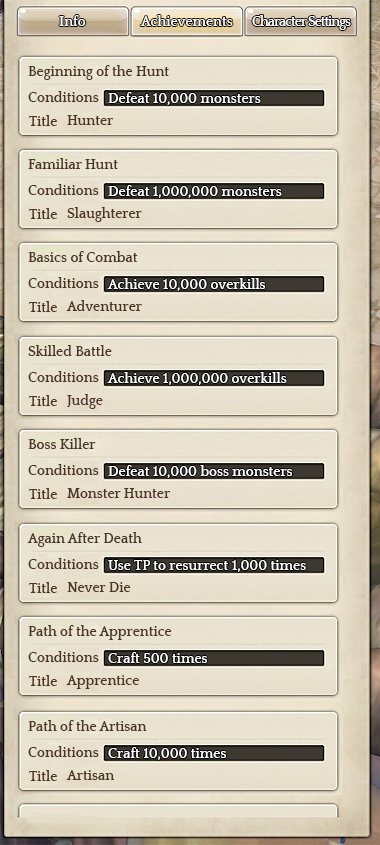 Info Achievements Character Settings
Beginning of the Hunt
Conditions Defeat 10,000 monsters
Title Hunter
Familiar Hunt
Conditions Defeat 1,000,000 monsters
Title Slaughterer
Basics of Combat
Conditions Achieve 10,000 overkills
Title Adventurer
Skilled Battle
Conditions Achieve 1,000,000 overkills
Title Judge
Boss Killer
Conditions Defeat 10,000 boss monsters
Title Monster Hunter
Again After Death
Conditions Use TP to resurrect 1,000 times
Title Never Die
Path of the Apprentice
Conditions Craft 500 times
Title Apprentice
Path of the Artisan
Conditions Craft 10,000 times
Title Artisan